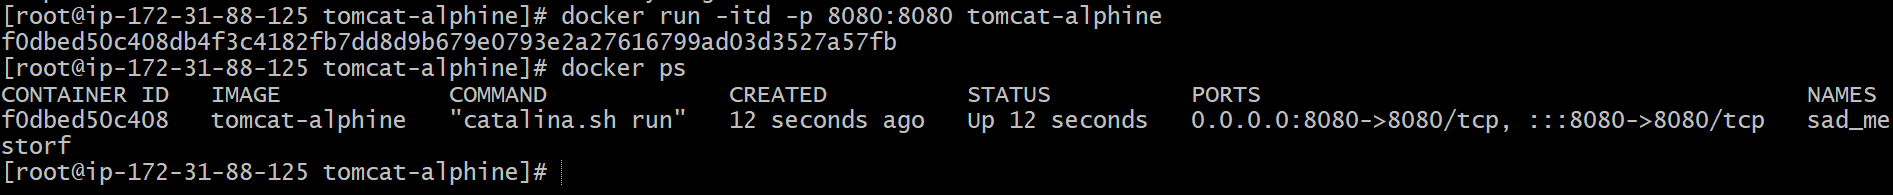 [root@ip-172-31-88-125 tomcat-alphine]# docker run -itd -p 8080:8080 tomcat-alphine
f0dbed50c408db4f3c4182fb7dd8d9b679e0793e2a27616799ad03d3527a57fb
[root@ip-172-31-88-125 tomcat-alphine]# docker ps
CONTAINER ID   IMAGE            COMMAND             CREATED          STATUS          PORTS                                       NAMES
f0dbed50c408   tomcat-alphine   "catalina.sh run"   12 seconds ago   Up 12 seconds   0.0.0.0:8080->8080/tcp, :::8080->8080/tcp   sad_me
storf
[root@ip-172-31-88-125 tomcat-alphine]#